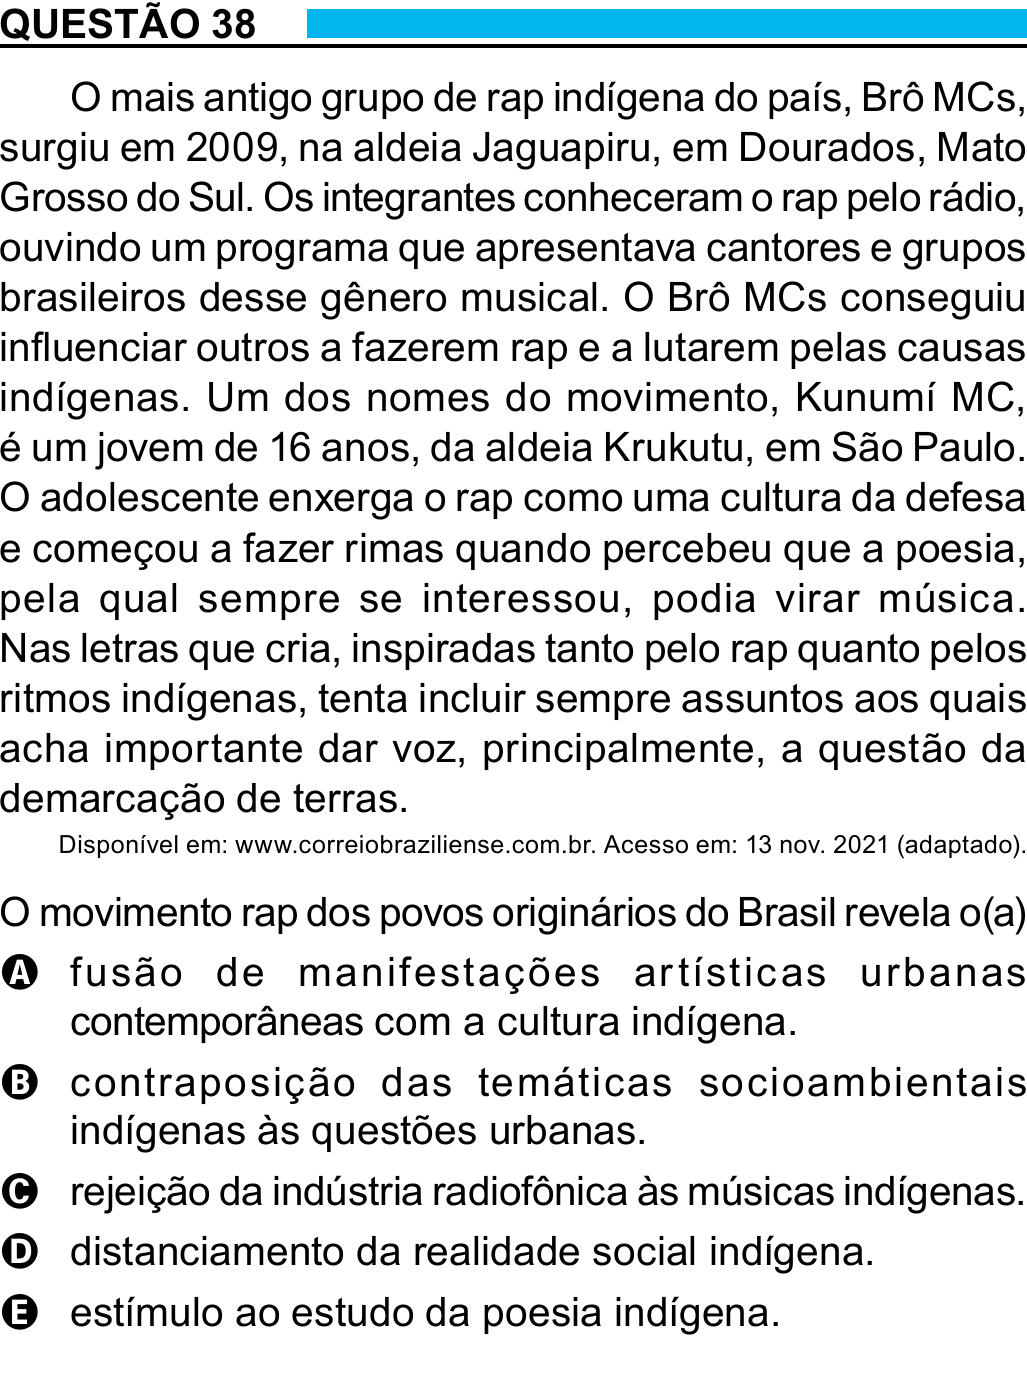 QUESTÃO 38
O mais antigo grupo de rap indígena do país, Brô MCs,
surgiu em 2009, na aldeia Jaguapiru, em Dourados, Mato
Grosso do Sul. Os integrantes conheceram o rap pelo rádio,
ouvindo um programa que apresentava cantores e grupos
brasileiros desse gênero musical. O Brô MCs conseguiu
influenciar outros a fazerem rap e a lutarem pelas causas
indígenas. Um dos nomes do movimento, Kunumí MC,
é um jovem de 16 anos, da aldeia Krukutu, em São Paulo.
O adolescente enxerga o rap como uma cultura da defesa
e começou a fazer rimas quando percebeu que a poesia,
pela qual sempre se interessou, podia virar música.
Nas letras que cria, inspiradas tanto pelo rap quanto pelos
ritmos indígenas, tenta incluir sempre assuntos aos quais
acha importante dar voz, principalmente, a questão da
demarcação de terras.
Disponível em: www.correiobraziliense.com.br. Acesso em: 13 nov. 2021 (adaptado).
O movimento rap dos povos originários do Brasil revela o(a)
A fusão de manifestações artísticas urbanas
contemporâneas com a cultura indígena.
B contraposição das temáticas socioambientais
indígenas às questões urbanas.
C rejeição da indústria radiofônica às músicas indígenas.
D distanciamento da realidade social indígena.
E estímulo ao estudo da poesia indígena.